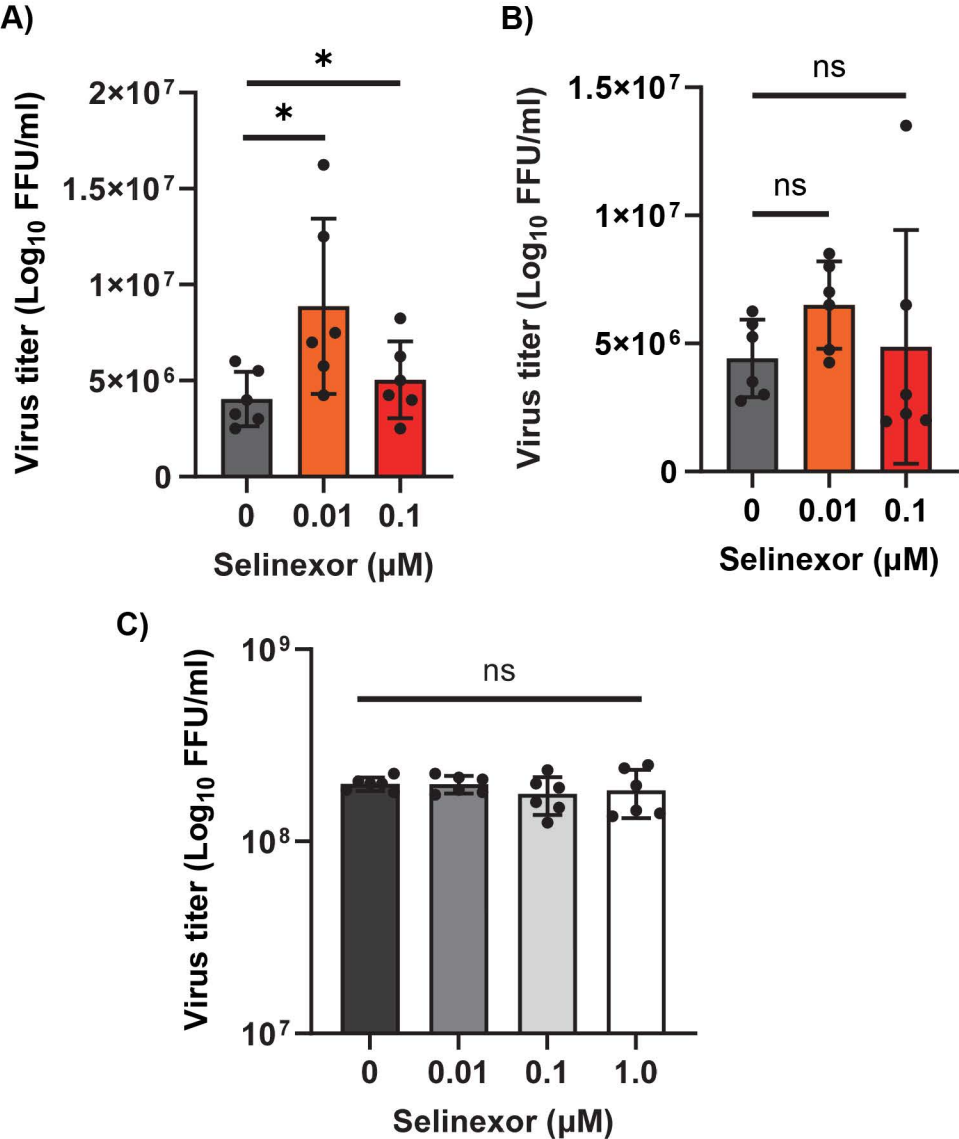 A)
Virus titer (Log₁₀ FFU/ml)
2×10⁷
1.5×10⁷
1×10⁷
5×10⁶
0
*
*
0 0.01 0.1
Selinexor (µM)
B)
Virus titer (Log₁₀ FFU/ml)
1.5×10⁷
1×10⁷
5×10⁶
0
ns
ns
0 0.01 0.1
Selinexor (µM)
C)
Virus titer (Log₁₀ FFU/ml)
10⁹
10⁸
10⁷
ns
0 0.01 0.1 1.0
Selinexor (µM)